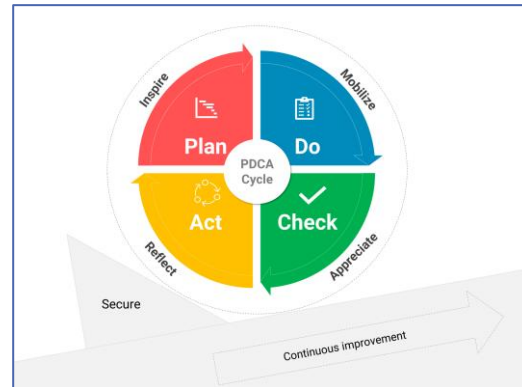 Inspire
Mobilize
Plan
Do
PDCA
Cycle
Act
Check
Reflect
Appreciate
Secure
Continuous improvement